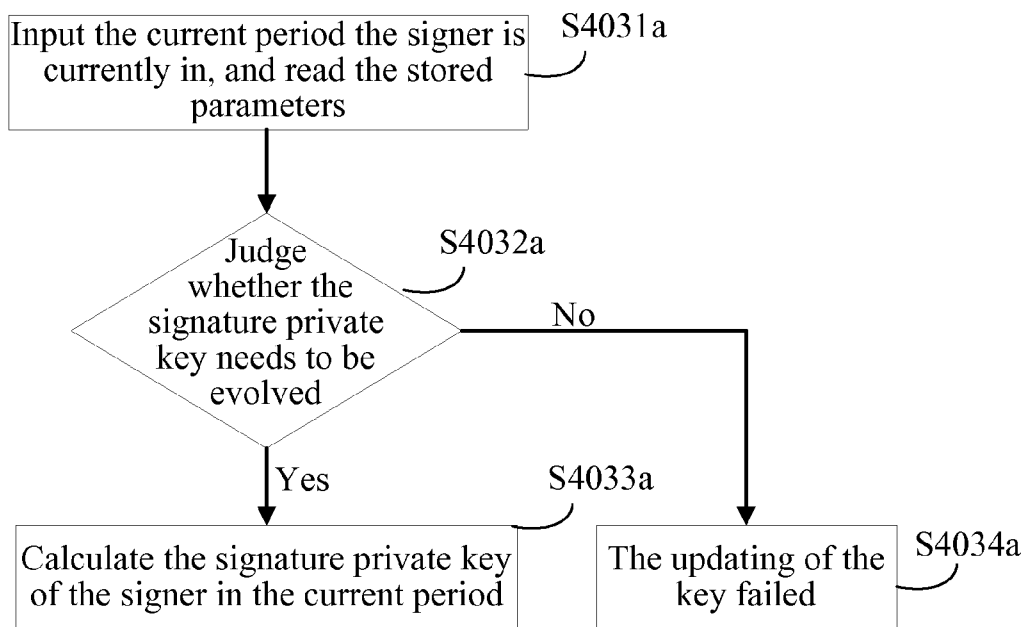 Input the current period the signer is
currently in, and read the stored
parameters
S4031a
Judge
whether the
signature private
key needs to be
evolved
S4032a
No
Yes
S4033a
Calculate the signature private key
of the signer in the current period
The updating of the
key failed
S4034a